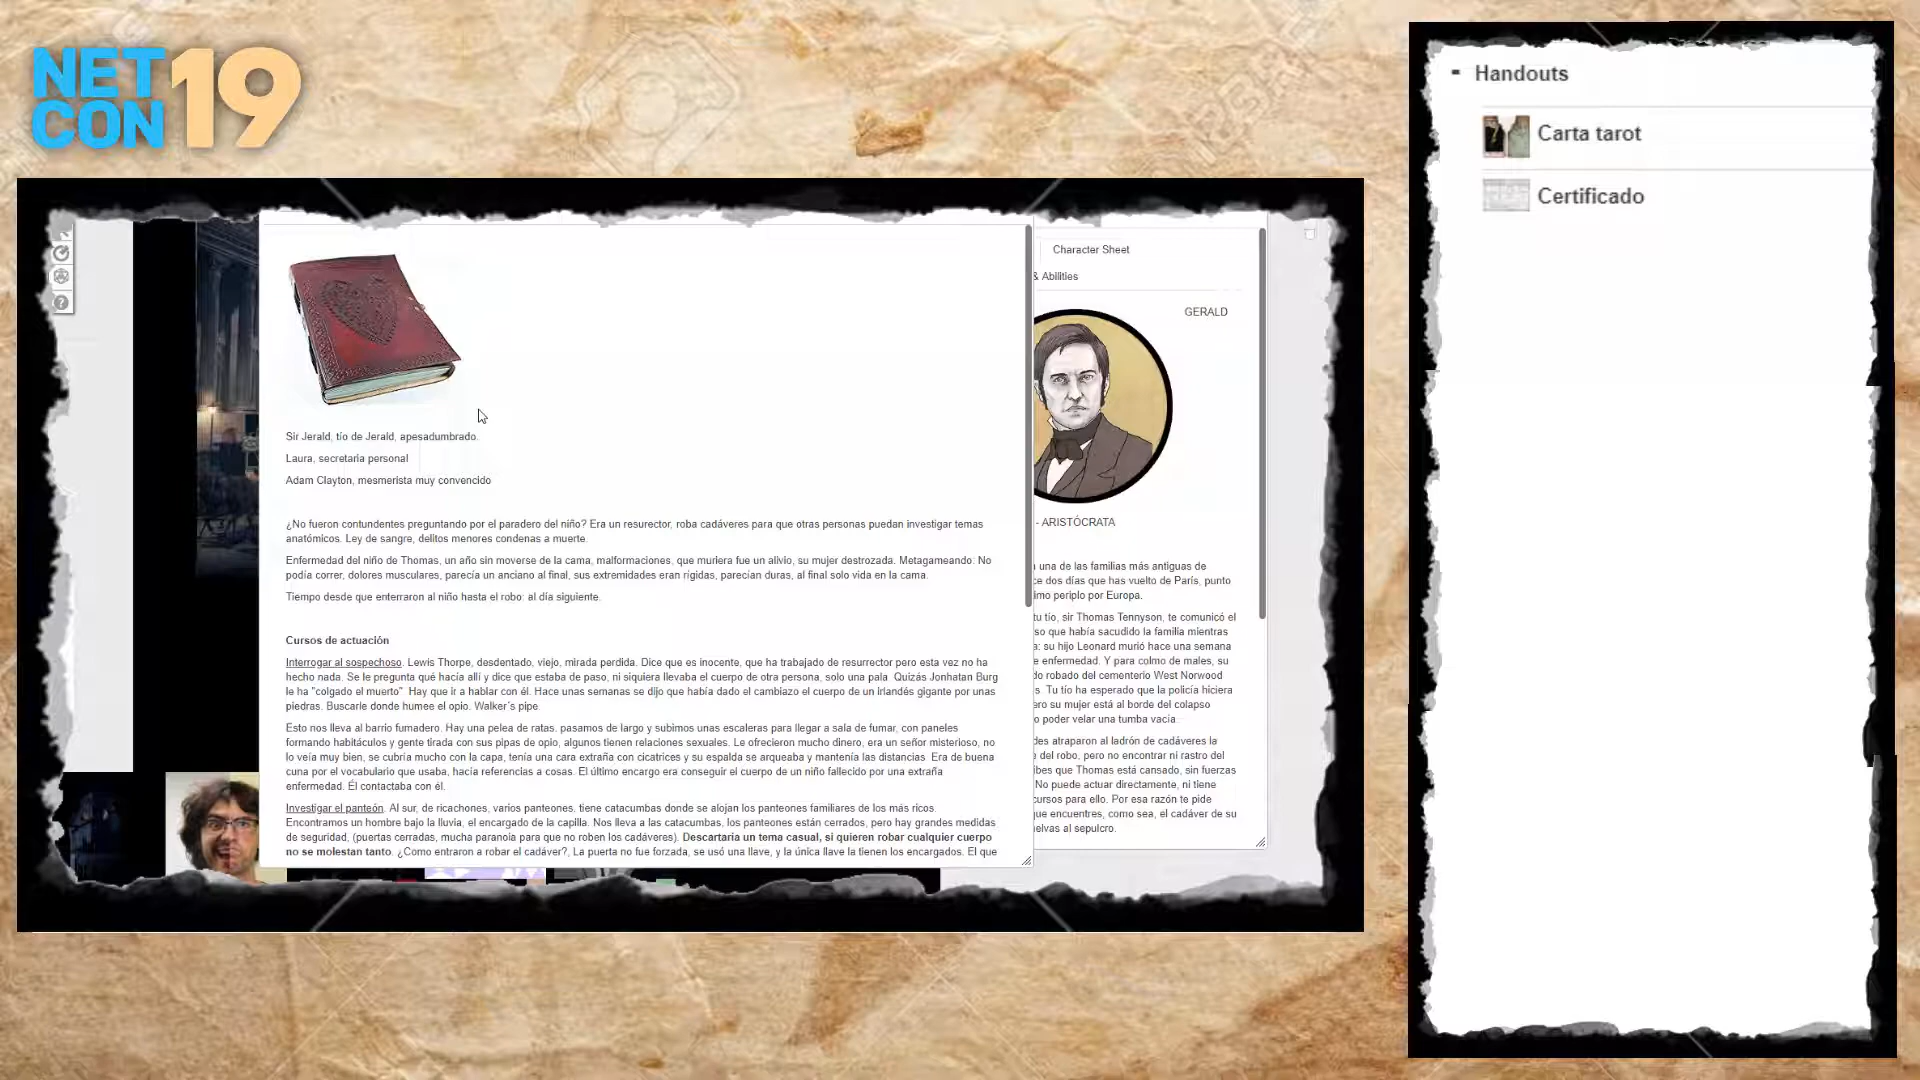 NET
CON 19
Handouts
Carta tarot
Certificado
Sir Jerald, tío de Jerald, apesadumbrado.
Laura, secretaria personal
Adam Clayton, mesmerista muy convencido
¿No fueron contundentes preguntando por el paradero del niño? Era un resurector, roba cadáveres para que otras personas puedan investigar temas
anatómicos. Ley de sangre, delitos menores condenas a muerte.
Enfermedad del niño de Thomas, un año sin moverse de la cama, malformaciones, que muriera fue un alivio, su mujer destrozada. Metagameando: No
podía correr, dolores musculares, parecía un anciano al final, sus extremidades eran rígidas, parecían duras, al final solo vida en la cama.
Tiempo desde que enterraron al niño hasta el robo: al día siguiente.
Cursos de actuación
Interrogar al sospechoso. Lewis Thorpe, desdentado, viejo, mirada perdida. Dice que es inocente, que ha trabajado de resurrector pero esta vez no ha
hecho nada. Se le pregunta qué hacía allí y dice que estaba de paso, ni siquiera llevaba el cuerpo de otra persona, solo una pala. Quizás Jonhatan Burg
le ha "colgado el muerto" Hay que ir a hablar con él. Hace unas semanas se dijo que había dado el cambiazo el cuerpo de un irlandés gigante por unas
piedras. Buscarle donde humee el opio. Walker´s pipe.
Esto nos lleva al barrio fumadero. Hay una pelea de ratas. pasamos de largo y subimos unas escaleras para llegar a sala de fumar, con paneles
formando habitáculos y gente tirada con sus pipas de opio, algunos tienen relaciones sexuales. Le ofrecieron mucho dinero, era un señor misterioso, no
lo veía muy bien, se cubría mucho con la capa, tenía una cara extraña con cicatrices y su espalda se arqueaba y mantenía las distancias. Era de buena
cuna por el vocabulario que usaba, hacía referencias a cosas. El último encargo era conseguir el cuerpo de un niño fallecido por una extraña
enfermedad. Él contactaba con él.
Investigar el panteón. Al sur, de ricachones, varios panteones, tiene catacumbas donde se alojan los panteones familiares de los más ricos.
Encontramos un hombre bajo la lluvia, el encargado de la capilla. Nos lleva a las catacumbas, los panteones están cerrados, pero hay grandes medidas
de seguridad, (puertas cerradas, mucha paranoia para que no roben los cadáveres). Descartaría un tema casual, si quieren robar cualquier cuerpo
no se molestan tanto. ¿Como entraron a robar el cadáver?, La puerta no fue forzada, se usó una llave, y la única llave la tienen los encargados. El que
Character Sheet
& Abilities
GERALD
- ARISTÓCRATA
una de las familias más antiguas de
ce dos días que has vuelto de París, punto
imo periplo por Europa.
tu tío, sir Thomas Tennyson, te comunicó el
so que había sacudido la familia mientras
a: su hijo Leonard murió hace una semana
e enfermedad. Y para colmo de males, su
do robado del cementerio West Norwood
s. Tu tío ha esperado que la policía hiciera
ero su mujer está al borde del colapso
o poder velar una tumba vacía.
des atraparon al ladrón de cadáveres la
del robo, pero no encontrar ni rastro del
ibes que Thomas está cansado, sin fuerzas
No puede actuar directamente, ni tiene
cursos para ello. Por esa razón te pide
que encuentres, como sea, el cadáver de su
elvas al sepulcro.